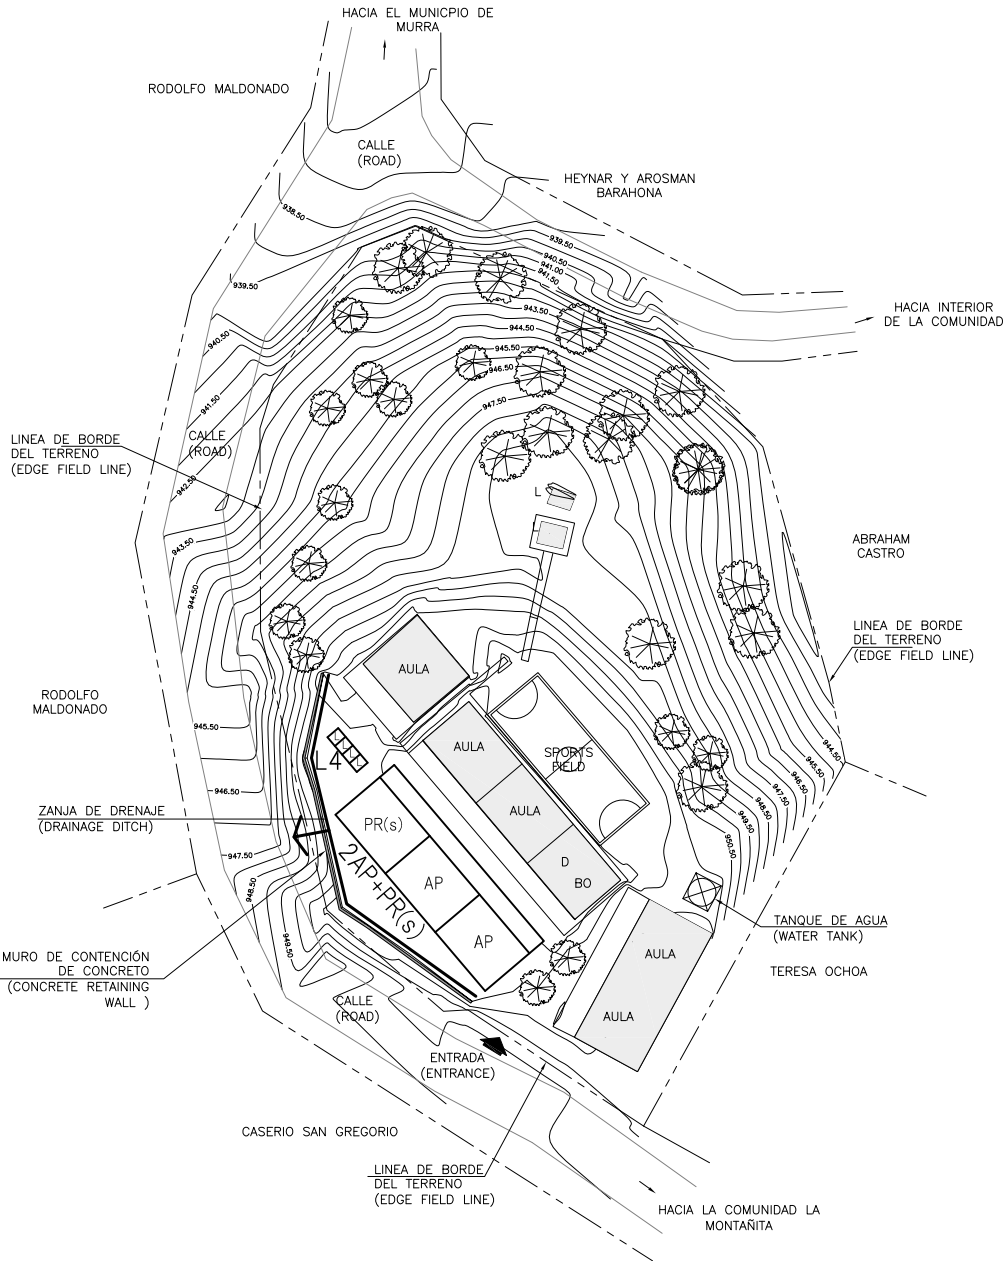 HACIA EL MUNICPIO DE
MURRA
RODOLFO MALDONADO
CALLE
(ROAD)
HEYNAR Y AROSMAN
BARAHONA
938.50
939.50
940.50
941.00
941.50
939.50
HACIA INTERIOR
DE LA COMUNIDAD
943.50
944.50
940.50
945.50
946.50
941.50
947.50
LINEA DE BORDE
DEL TERRENO
(EDGE FIELD LINE)
CALLE
(ROAD)
942.50
L
943.50
ABRAHAM
CASTRO
944.50
LINEA DE BORDE
DEL TERRENO
(EDGE FIELD LINE)
AULA
RODOLFO
MALDONADO
945.50
AULA
SPORTS
FIELD
944.50
945.50
946.50
947.50
948.50
949.50
950.50
L4
946.50
ZANJA DE DRENAJE
(DRAINAGE DITCH)
PR(s)
AULA
947.50
2AP+PR(s)
AP
D
BO
948.50
TANQUE DE AGUA
(WATER TANK)
949.50
AP
AULA
MURO DE CONTENCIÓN
DE CONCRETO
(CONCRETE RETAINING
WALL )
TERESA OCHOA
CALLE
(ROAD)
AULA
ENTRADA
(ENTRANCE)
CASERIO SAN GREGORIO
LINEA DE BORDE
DEL TERRENO
(EDGE FIELD LINE)
HACIA LA COMUNIDAD LA
MONTAÑITA